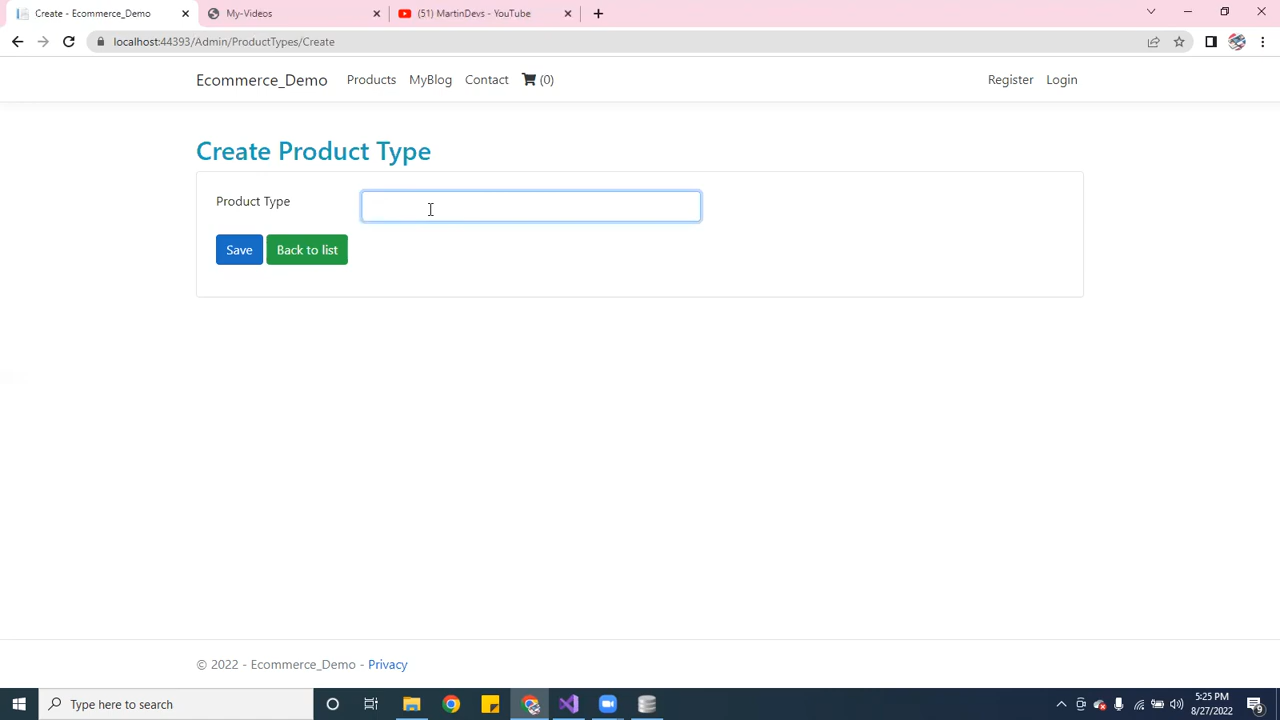 Create - Ecommerce_Demo
My-Videos
(51) MartinDevs - YouTube
localhost:44393/Admin/ProductTypes/Create
Ecommerce_Demo Products MyBlog Contact (0) Register Login
Create Product Type
Product Type
Save Back to list
© 2022 - Ecommerce_Demo - Privacy
Type here to search
5:25 PM
8/27/2022
9